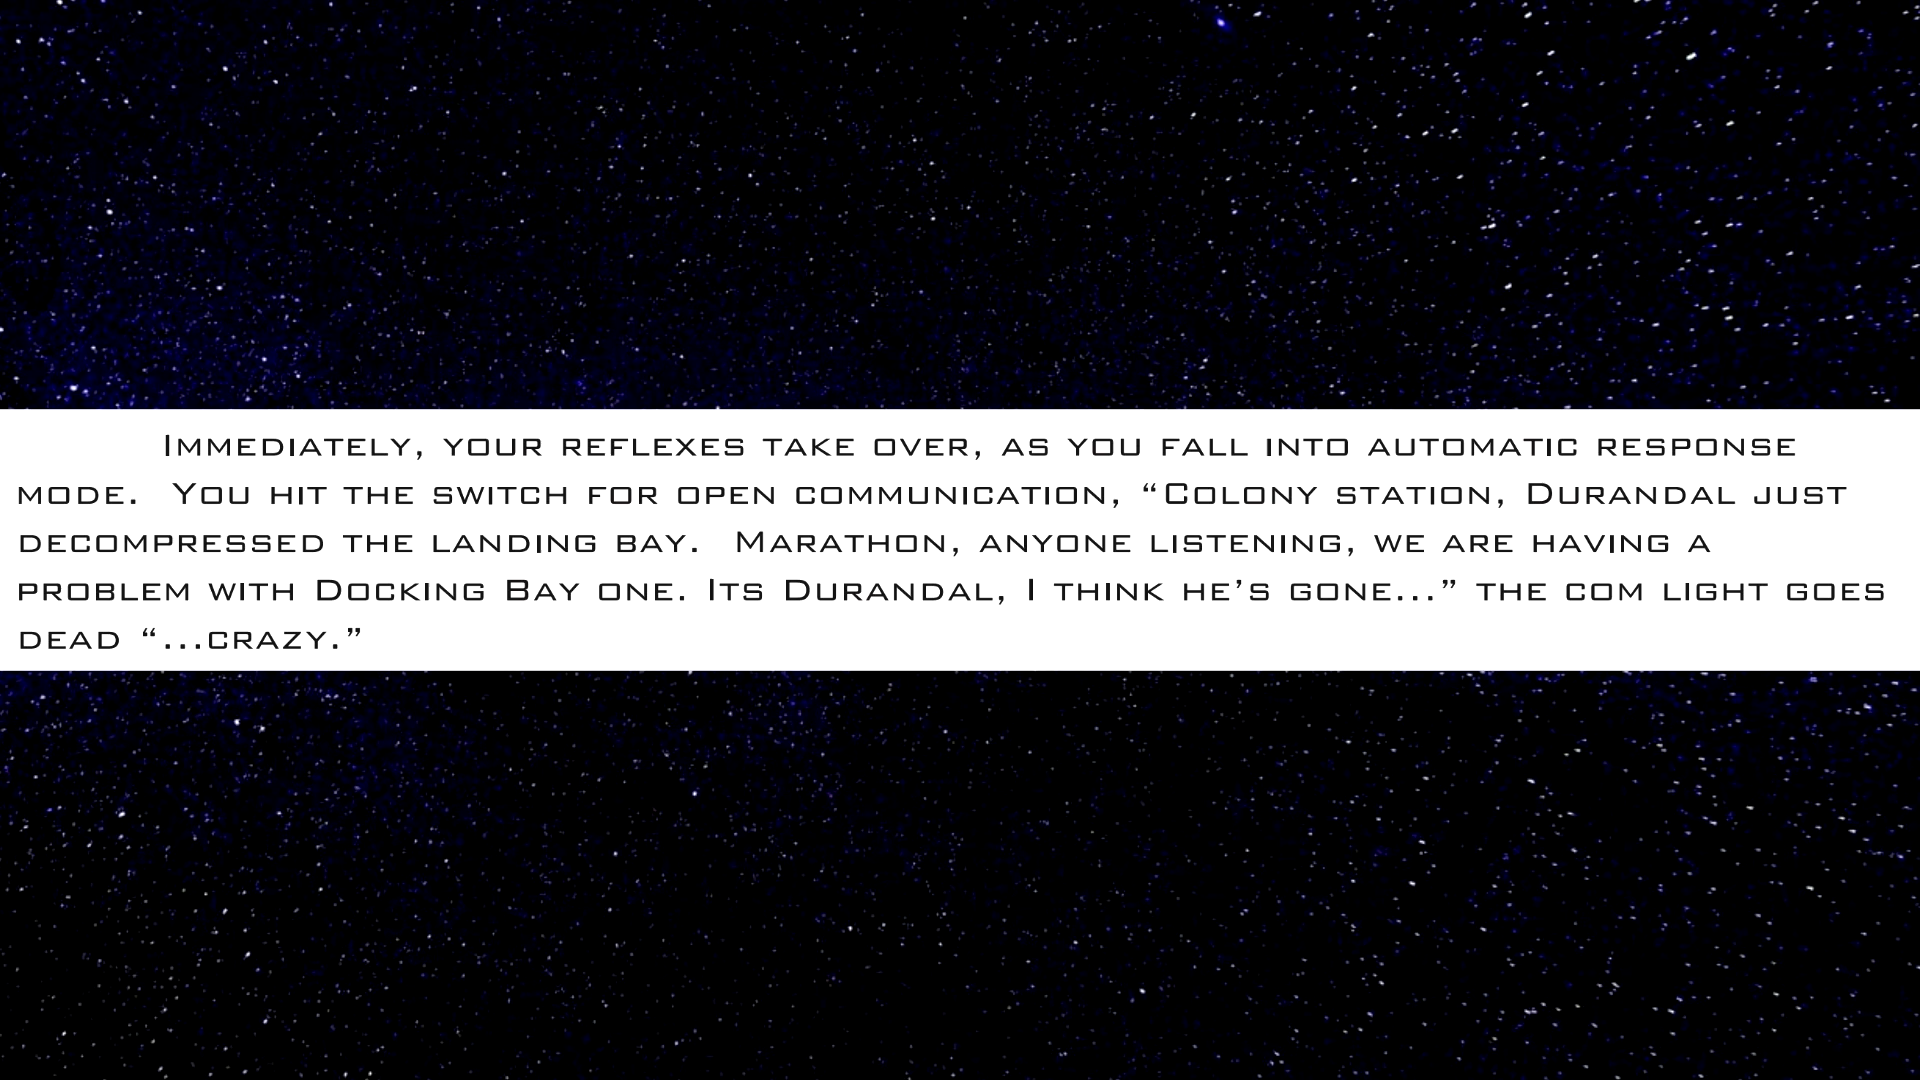 Immediately, your reflexes take over, as you fall into automatic response
mode.  You hit the switch for open communication, “Colony station, Durandal just
decompressed the landing bay.  Marathon, anyone listening, we are having a
problem with Docking Bay one. Its Durandal, I think he’s gone...” the com light goes
dead “...crazy.”